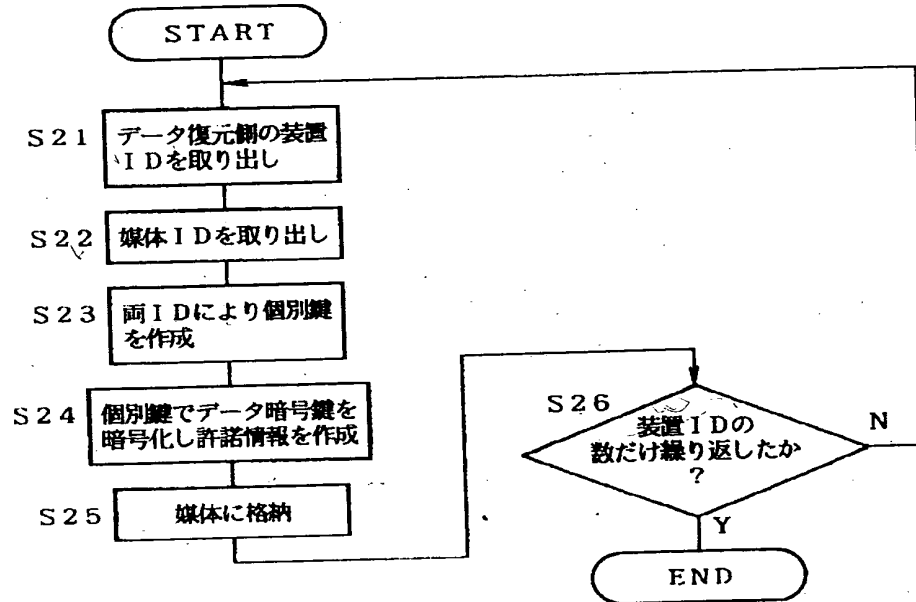 START
S21
データ復元側の装置
IDを取り出し
S22
媒体IDを取り出し
S23
両IDにより個別鍵
を作成
S24
個別鍵でデータ暗号鍵を
暗号化し許諾情報を作成
S25
媒体に格納
S26
装置IDの
数だけ繰り返したか
?
N
Y
END